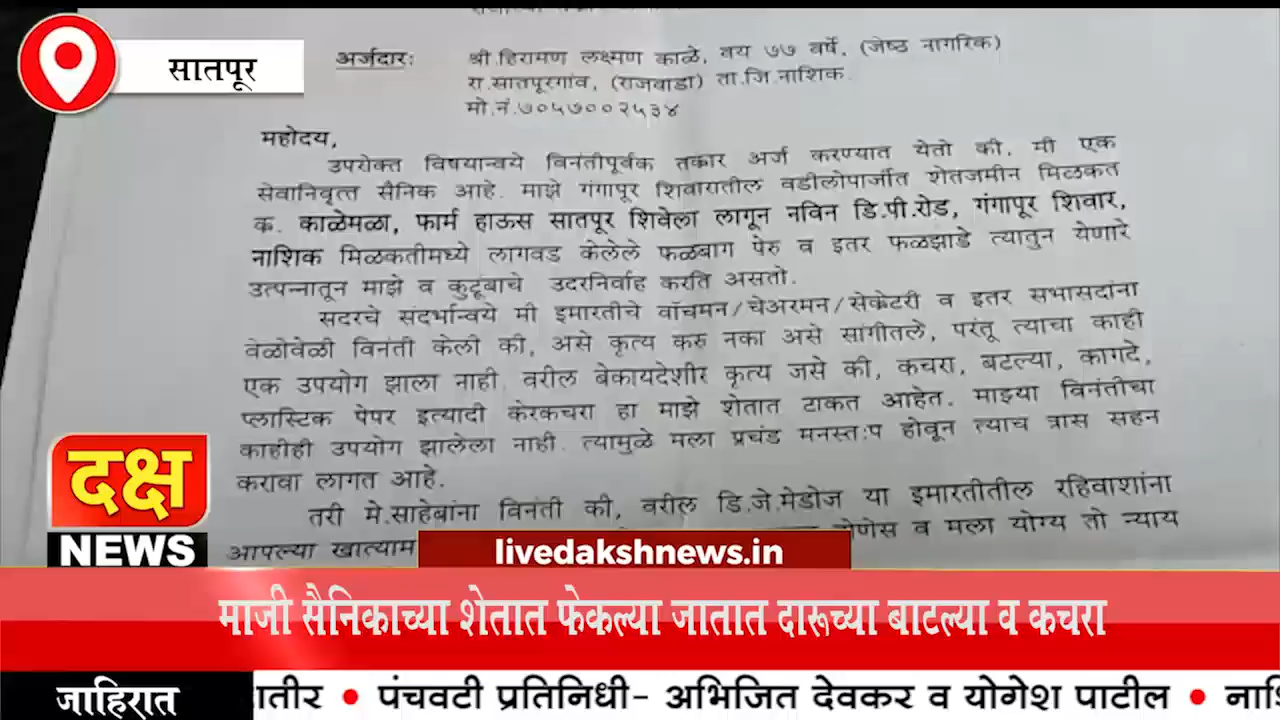 सातपूर
अर्जदारः श्री.हिरामण लक्ष्मण काळे, वय ७७ वर्षे, (जेष्ठ नागरिक)
रा.सातपूरगांव, (राजवाडा) ता.जि.नाशिक.
मो.नं.७०५७००२५३४
महोदय,
उपरोक्त विषयान्वये विनंतीपूर्वक तकार अर्ज करण्यात येतो की, मी एक
सेवानिवृत्त सैनिक आहे. माझे गंगापूर शिवारातील वडीलोपार्जीत शेतजमीन मिळकत
क. काळेमळा, फार्म हाऊस सातपूर शिवेला लागून नविन डि.पी.रोड, गंगापूर शिवार,
नाशिक मिळकतीमध्ये लागवड केलेले फळबाग पेरु व इतर फळझाडे त्यातुन येणारे
उत्पन्नातून माझे व कुटूंबाचे उदरनिर्वाह करति असतो.
सदरचे संदर्भान्वये मी इमारतीचे वॉचमन/चेअरमन/सेकेटरी व इतर सभासदांना
वेळोवेळी विनंती केली की, असे कृत्य करु नका असे सांगीतले, परंतू त्याचा काही
एक उपयोग झाला नाही. वरील बेकायदेशीर कृत्य जसे की, कचरा, बटल्या, कागदे,
प्लास्टिक पेपर इत्यादी केरकचरा हा माझे शेतात टाकत आहेत. माझ्या विनंतीचा
काहीही उपयोग झालेला नाही. त्यामुळे मला प्रचंड मनस्तःप होवून त्याच त्रास सहन
करावा लागत आहे.
तरी मे.साहेबांना विनंती की, वरील डि.जे.मेडोज या इमारतीतील रहिवाशांना
आपल्या खात्याम व मला योग्य तो न्याय
दक्ष
NEWS
livedakshnews.in
माजी सैनिकाच्या शेतात फेकल्या जातात दारूच्या बाटल्या व कचरा
जाहिरात
• पंचवटी प्रतिनिधी- अभिजित देवकर व योगेश पाटील •